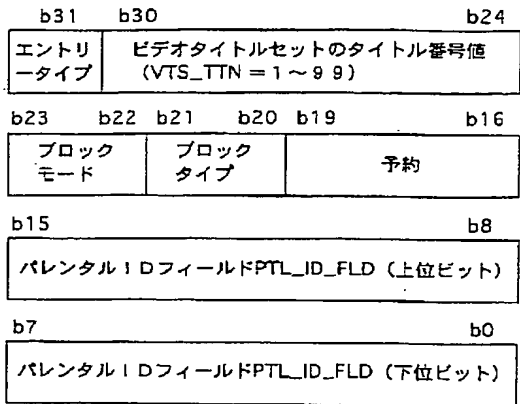 b31 b30 b24
エントリ ビデオタイトルセットのタイトル番号値
ータイプ (VTS_TTN＝1～99)
b23 b22 b21 b20 b19 b16
ブロック ブロック 予約
モード タイプ
b15 b8
パレンタルIDフィールドPTL_ID_FLD（上位ビット）
b7 b0
パレンタルIDフィールドPTL_ID_FLD（下位ビット）